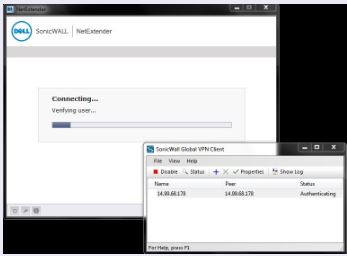 NetExtender
DELL SonicWALL | NetExtender
Connecting...
Verifying user...
SonicWall Global VPN Client
File View Help
Disable Status Properties Show Log
Name Peer Status
14.99.68.178 14.99.68.178 Authenticating
For Help, press F1